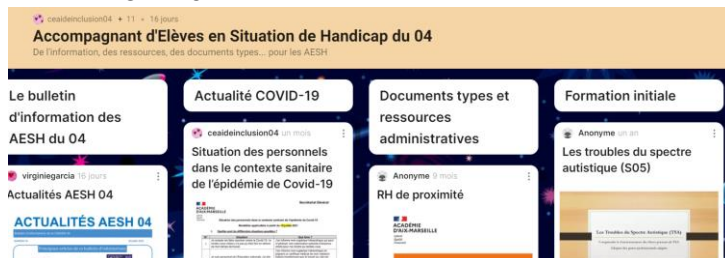 ceaideinclusion04 + 11 • 16 jours
Accompagnant d'Elèves en Situation de Handicap du 04
De l'information, des ressources, des documents types... pour les AESH
Le bulletin
d'information des
AESH du 04
virginiegarcia 16 jours
Actualités AESH 04
ACTUALITÉS AESH 04
Actualité COVID-19
ceaideinclusion04 un mois
Situation des personnels
dans le contexte sanitaire
de l'épidémie de Covid-19
Secrétariat Général
ACADÉMIE
D'AIX-MARSEILLE
Documents types et
ressources
administratives
Anonyme 9 mois
RH de proximité
ACADÉMIE
D'AIX-MARSEILLE
Formation initiale
Anonyme un an
Les troubles du spectre
autistique (S05)
Les Troubles du Spectre Autistique (TSA)